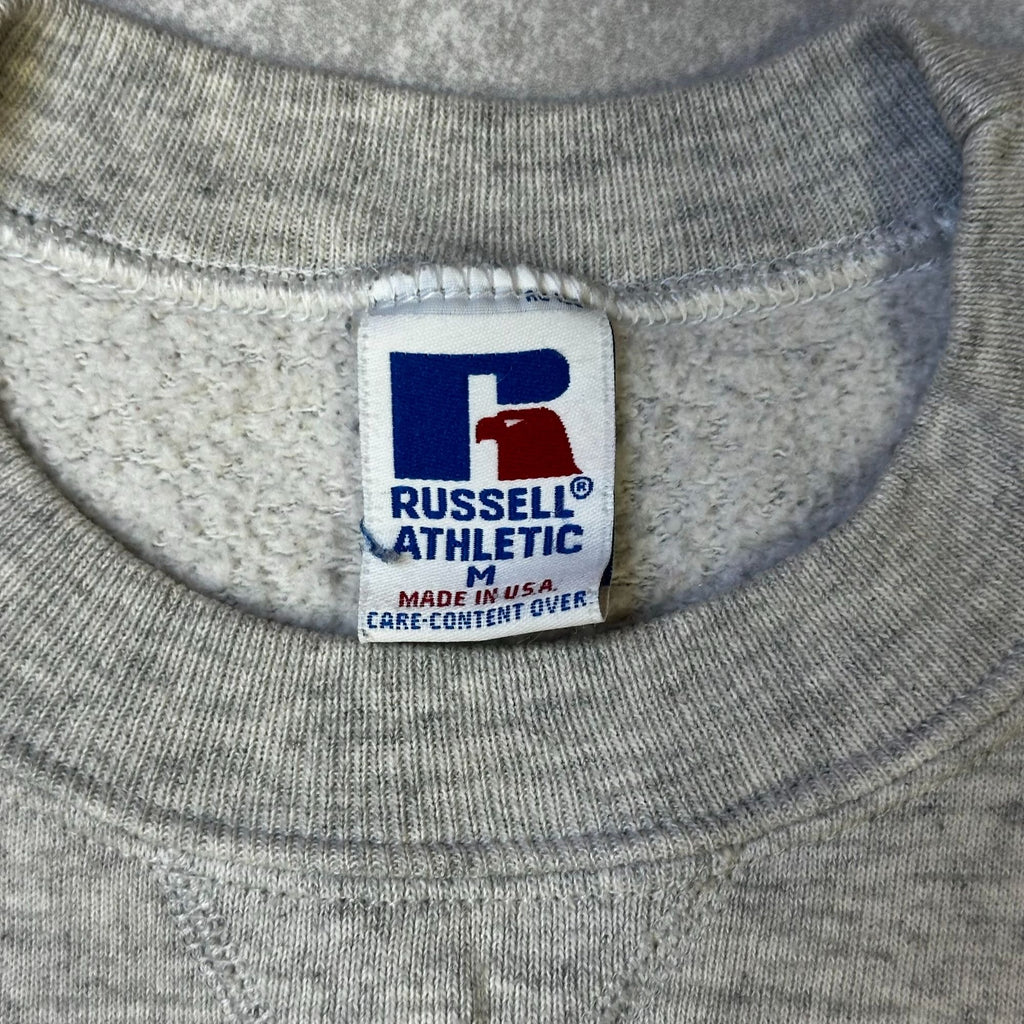 RUSSELL®
ATHLETIC
M
MADE IN U.S.A.
CARE-CONTENT OVER